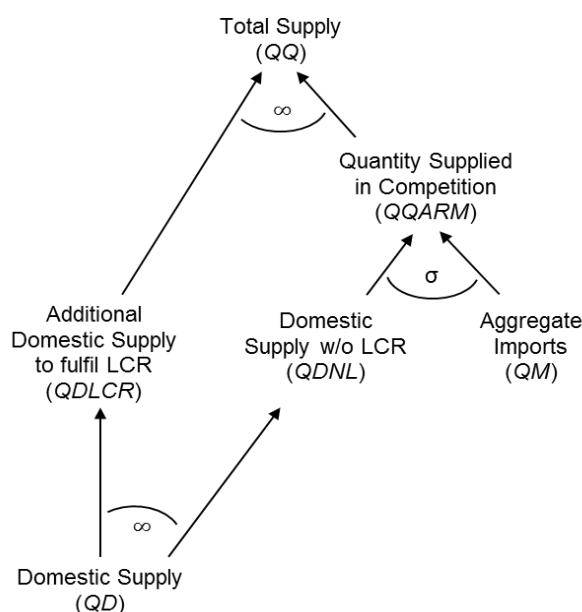 Total Supply
(QQ)
∞
Quantity Supplied
in Competition
(QQARM)
σ
Additional
Domestic Supply
to fulfil LCR
(QDLCR)
Domestic
Supply w/o LCR
(QDNL)
Aggregate
Imports
(QM)
∞
Domestic Supply
(QD)